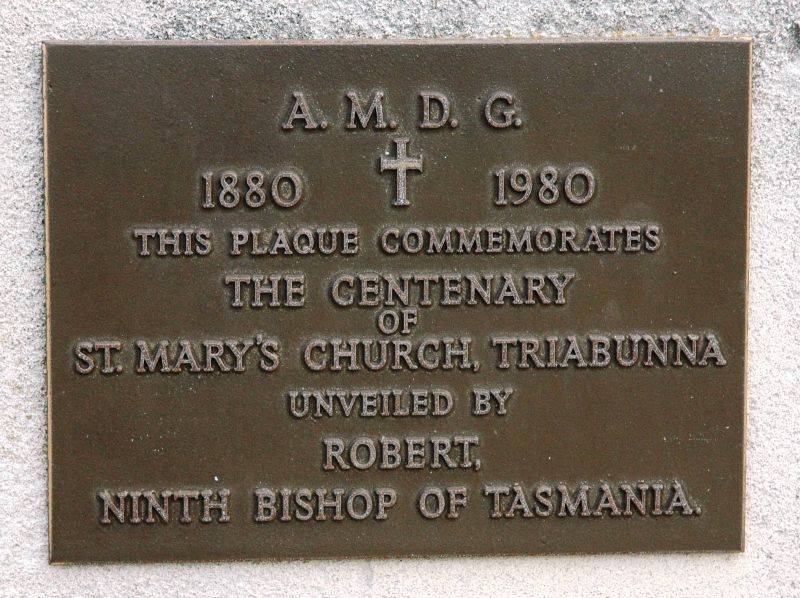 A. M. D. G.
1880 1980
THIS PLAQUE COMMEMORATES
THE CENTENARY
OF
ST. MARY'S CHURCH, TRIABUNNA
UNVEILED BY
ROBERT,
NINTH BISHOP OF TASMANIA.